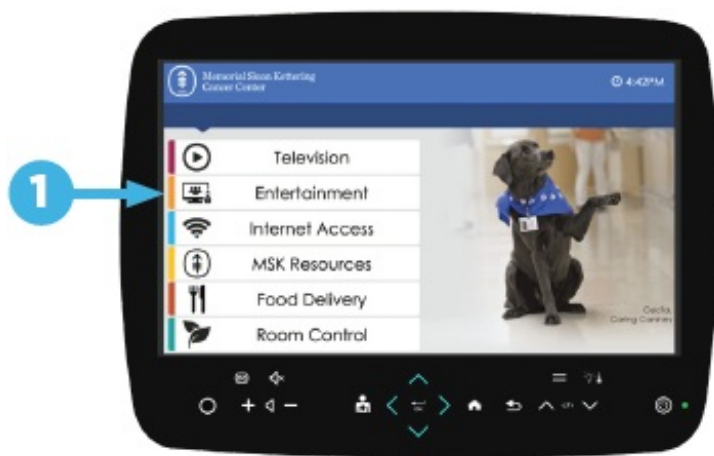 Memorial Sloan Kettering
Cancer Center
4:42PM
1
Television
Entertainment
Internet Access
MSK Resources
Food Delivery
Room Control
Caring Canines